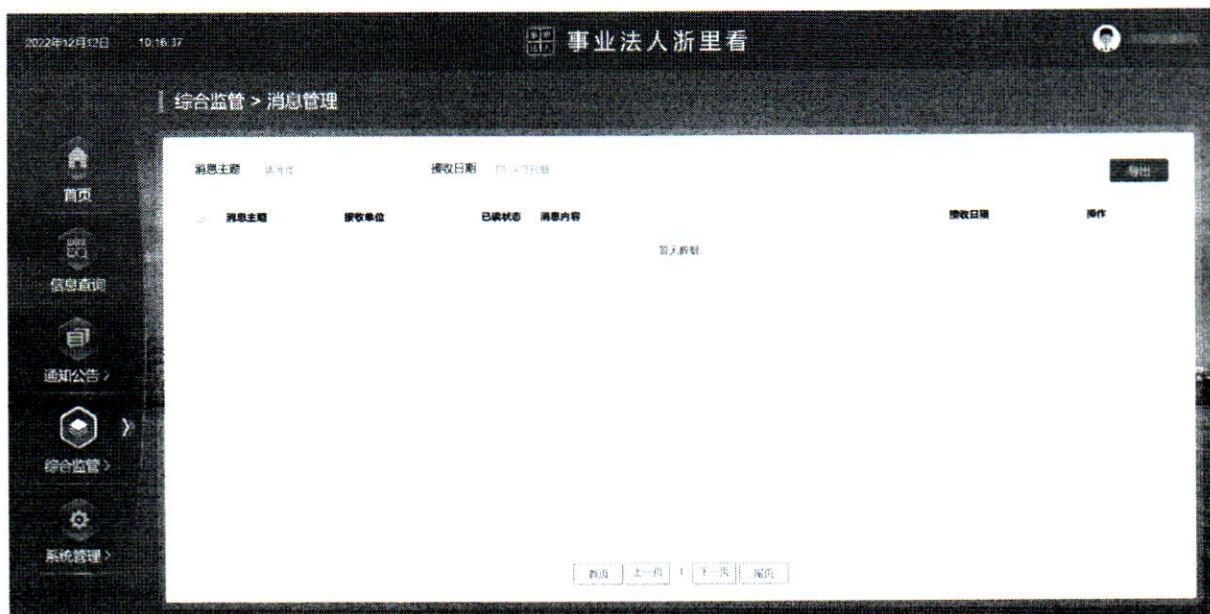 2022年12月12日 10:16:37
事业法人浙里看
综合监管 > 消息管理
首页
信息查询
通知公告 >
综合监管 >
系统管理 >
消息主题 接收日期 导出
消息主题 接收单位 已读状态 消息内容 接收日期 操作
暂无数据
首页 上一页 1 下一页 尾页